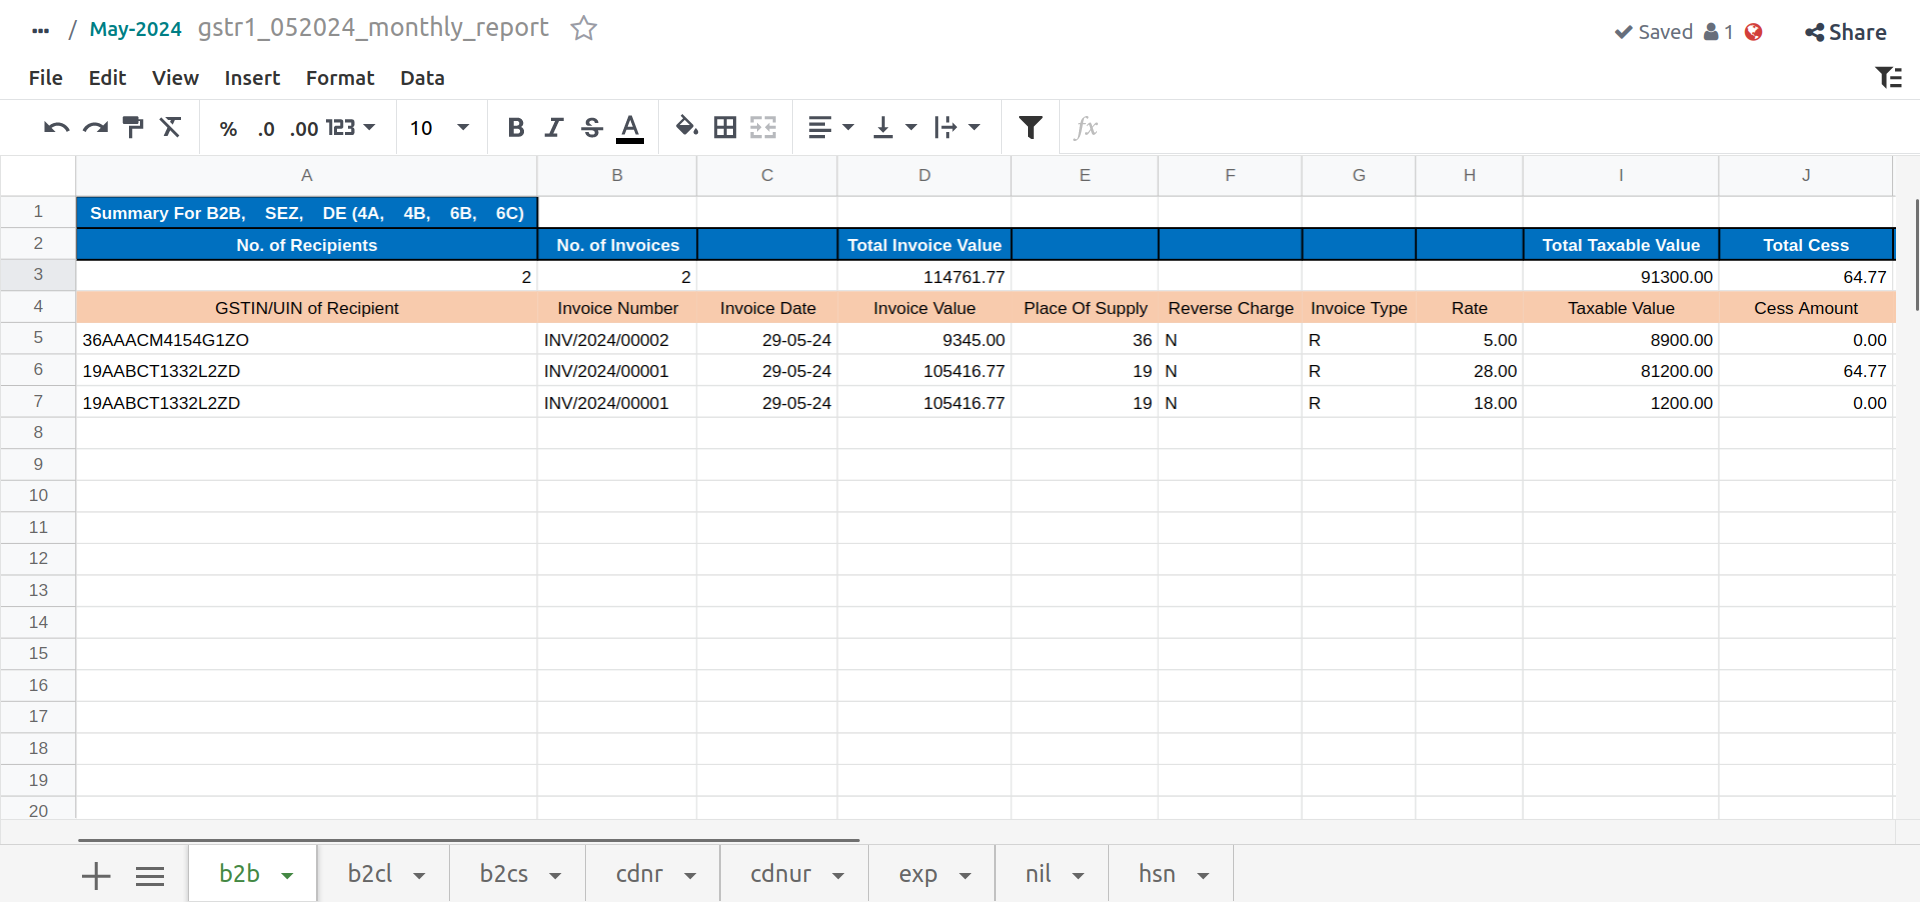 ... / May-2024 gstr1_052024_monthly_report Saved 1 Share
File Edit View Insert Format Data
% .0 .00 123 10 B I S A fx
A B C D E F G H I J
1 Summary For B2B, SEZ, DE (4A, 4B, 6B, 6C)
2 No. of Recipients No. of Invoices Total Invoice Value Total Taxable Value Total Cess
3 2 2 114761.77 91300.00 64.77
4 GSTIN/UIN of Recipient Invoice Number Invoice Date Invoice Value Place Of Supply Reverse Charge Invoice Type Rate Taxable Value Cess Amount
5 36AAACM4154G1ZO INV/2024/00002 29-05-24 9345.00 36 N R 5.00 8900.00 0.00
6 19AABCT1332L2ZD INV/2024/00001 29-05-24 105416.77 19 N R 28.00 81200.00 64.77
7 19AABCT1332L2ZD INV/2024/00001 29-05-24 105416.77 19 N R 18.00 1200.00 0.00
8
9
10
11
12
13
14
15
16
17
18
19
20
b2b b2cl b2cs cdnr cdnur exp nil hsn